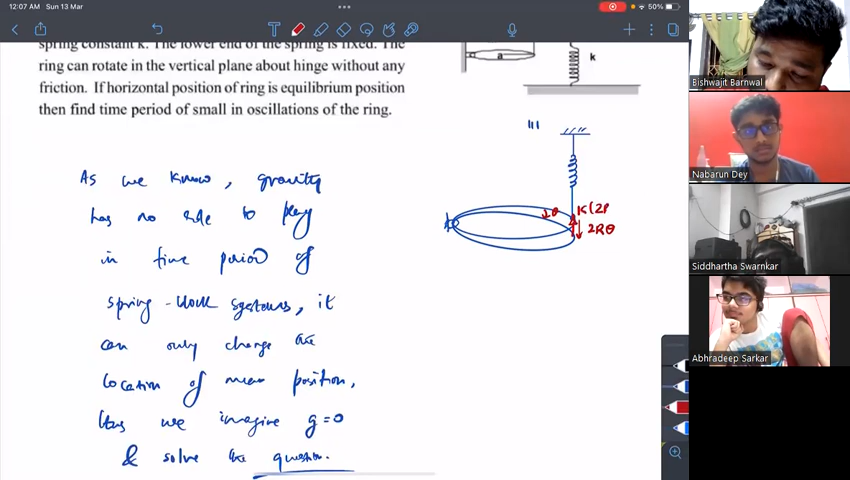 12:07 AM Sun 13 Mar
50%
spring constant k. The lower end of the spring is fixed. The
ring can rotate in the vertical plane about hinge without any
friction. If horizontal position of ring is equilibrium position
then find time period of small in oscillations of the ring.
a
k
As we know, gravity
has no role to play
in time period of
spring-block systems, it
can only change the
location of mean position,
thus we imagine g=0
& solve the question.
θ
K(2R
2Rθ
Bishwajit Barnwal
Nabarun Dey
Siddhartha Swarnkar
Abhradeep Sarkar